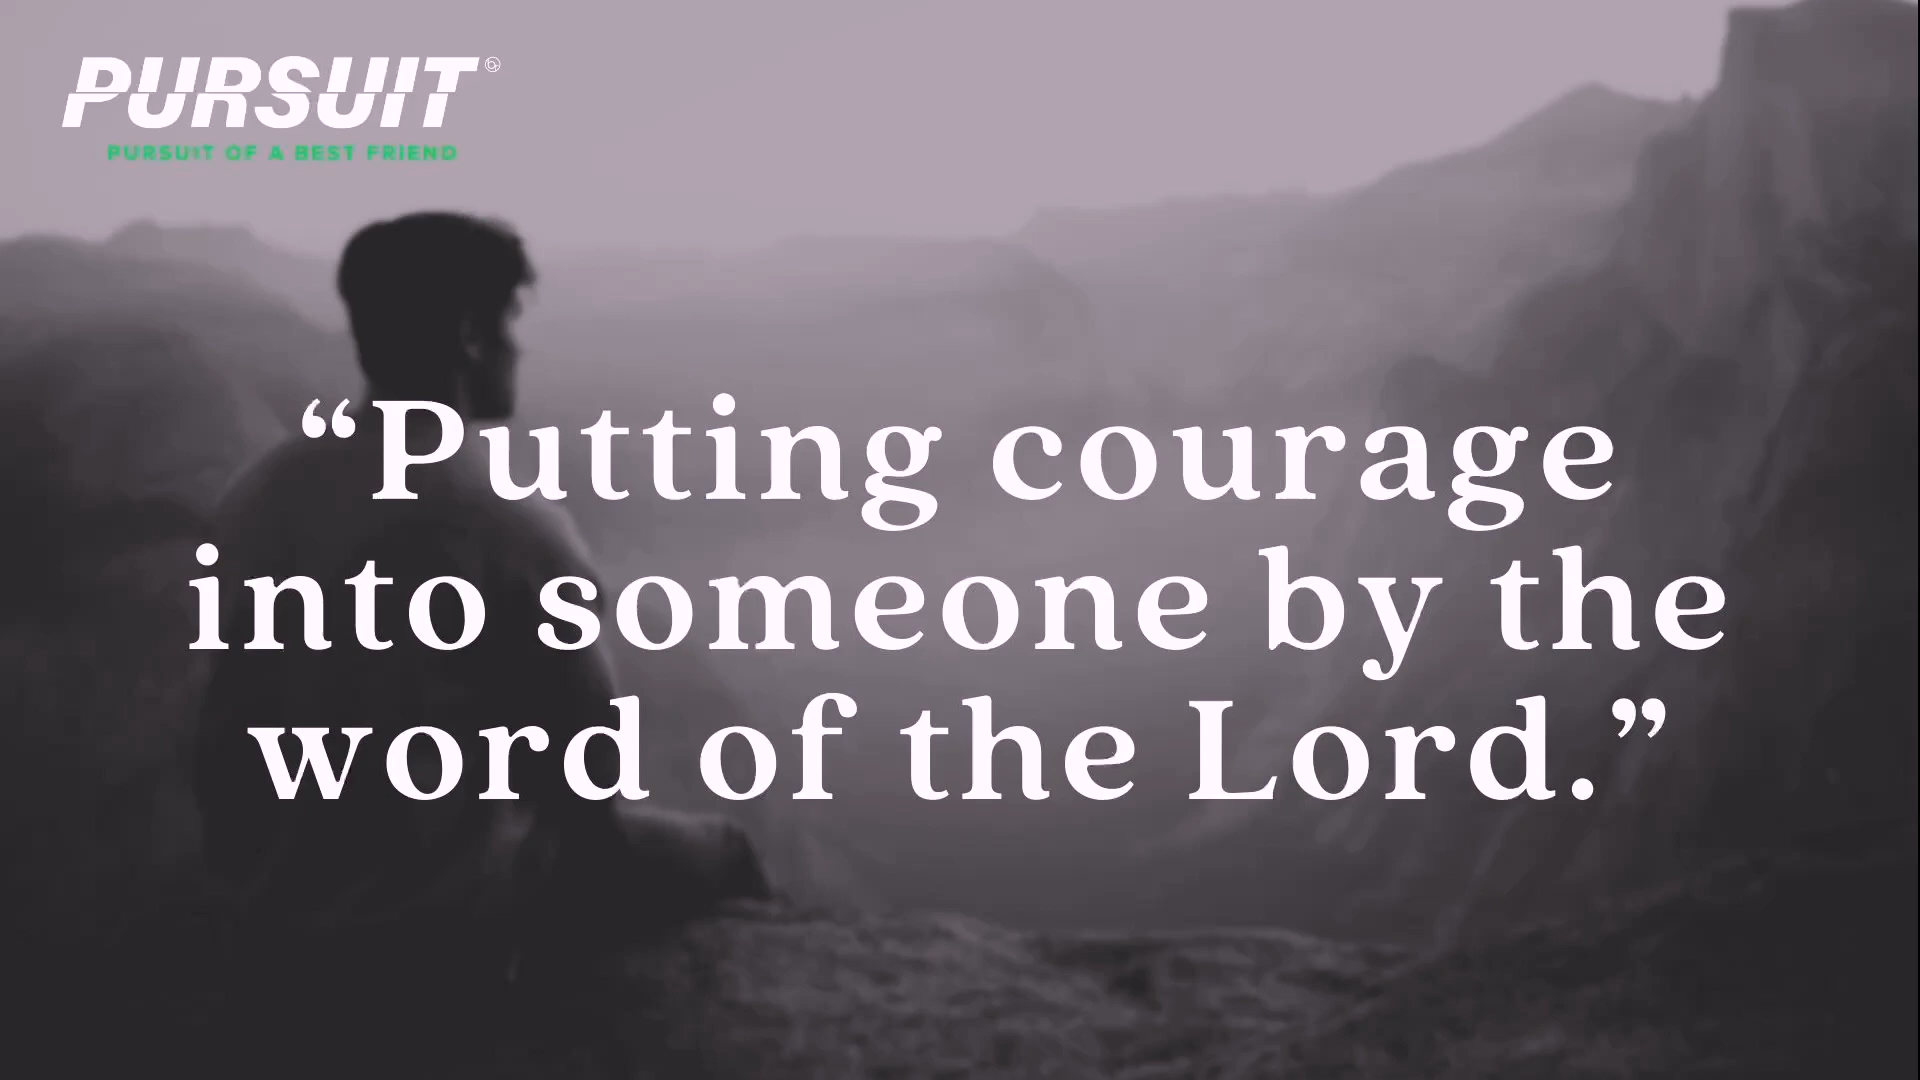 PURSUIT
PURSUIT OF A BEST FRIEND
“Putting courage
into someone by the
word of the Lord.”